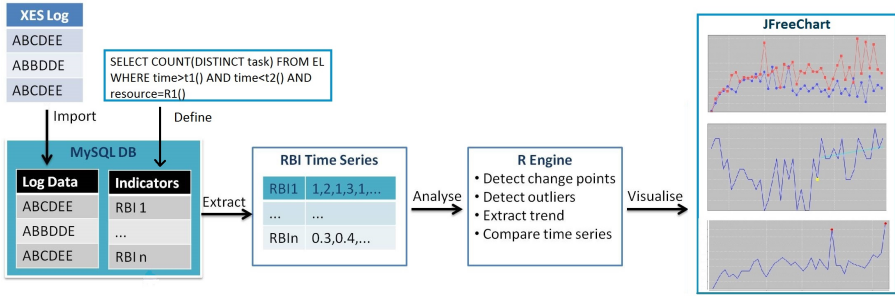 XES Log
ABCDEE
ABBDDE
ABCDEE
SELECT COUNT(DISTINCT task) FROM EL
WHERE time>t1() AND time<t2() AND
resource=R1()
Import
Define
MySQL DB
Log Data
ABCDEE
ABBDDE
ABCDEE
Indicators
RBI 1
...
RBI n
Extract
RBI Time Series
RBI1 1,2,1,3,1,...
... ...
RBIn 0.3,0.4,...
Analyse
R Engine
• Detect change points
• Detect outliers
• Extract trend
• Compare time series
Visualise
JFreeChart